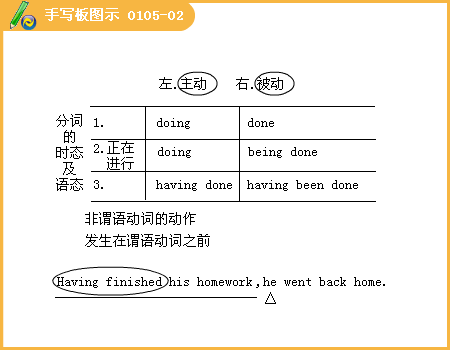 手写板图示 0105-02
左.主动 右.被动
分词的时态及语态
1. doing done
2.正在进行 doing being done
3. having done having been done
非谓语动词的动作
发生在谓语动词之前
Having finished his homework,he went back home.